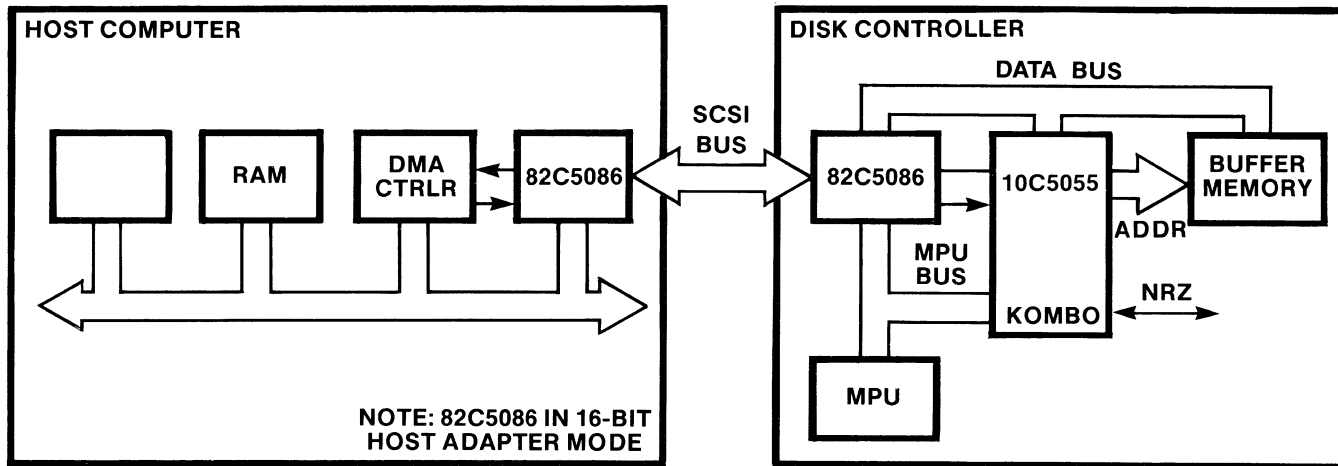 HOST COMPUTER
RAM
DMA
CTRLR
82C5086
NOTE: 82C5086 IN 16-BIT
HOST ADAPTER MODE
SCSI
BUS
DISK CONTROLLER
DATA BUS
82C5086
10C5055
BUFFER
MEMORY
ADDR
MPU
BUS
NRZ
KOMBO
MPU